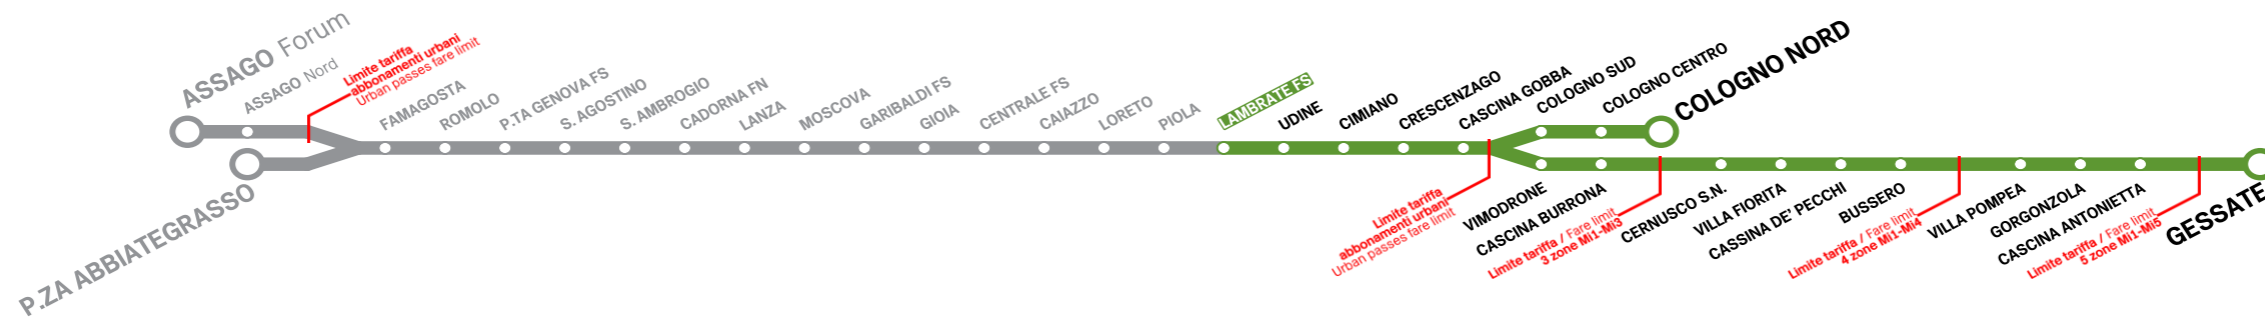 ASSAGO Forum
ASSAGO Nord
Limite tariffa
abbonamenti urbani
Urban passes fare limit
P.ZA ABBIATEGRASSO
FAMAGOSTA
ROMOLO
P.TA GENOVA FS
S. AGOSTINO
S. AMBROGIO
CADORNA FN
LANZA
MOSCOVA
GARIBALDI FS
GIOIA
CENTRALE FS
CAIAZZO
LORETO
PIOLA
LAMBRATE FS
UDINE
CIMIANO
CRESCENZAGO
CASCINA GOBBA
COLOGNO SUD
COLOGNO CENTRO
COLOGNO NORD
Limite tariffa
abbonamenti urbani
Urban passes fare limit
VIMODRONE
CASCINA BURRONA
Limite tariffa / Fare limit
3 zone Mi1-Mi3
CERNUSCO S.N.
VILLA FIORITA
CASSINA DE' PECCHI
BUSSERO
Limite tariffa / Fare limit
4 zone Mi1-Mi4
VILLA POMPEA
GORGONZOLA
CASCINA ANTONIETTA
Limite tariffa / Fare limit
5 zone Mi1-Mi5
GESSATE